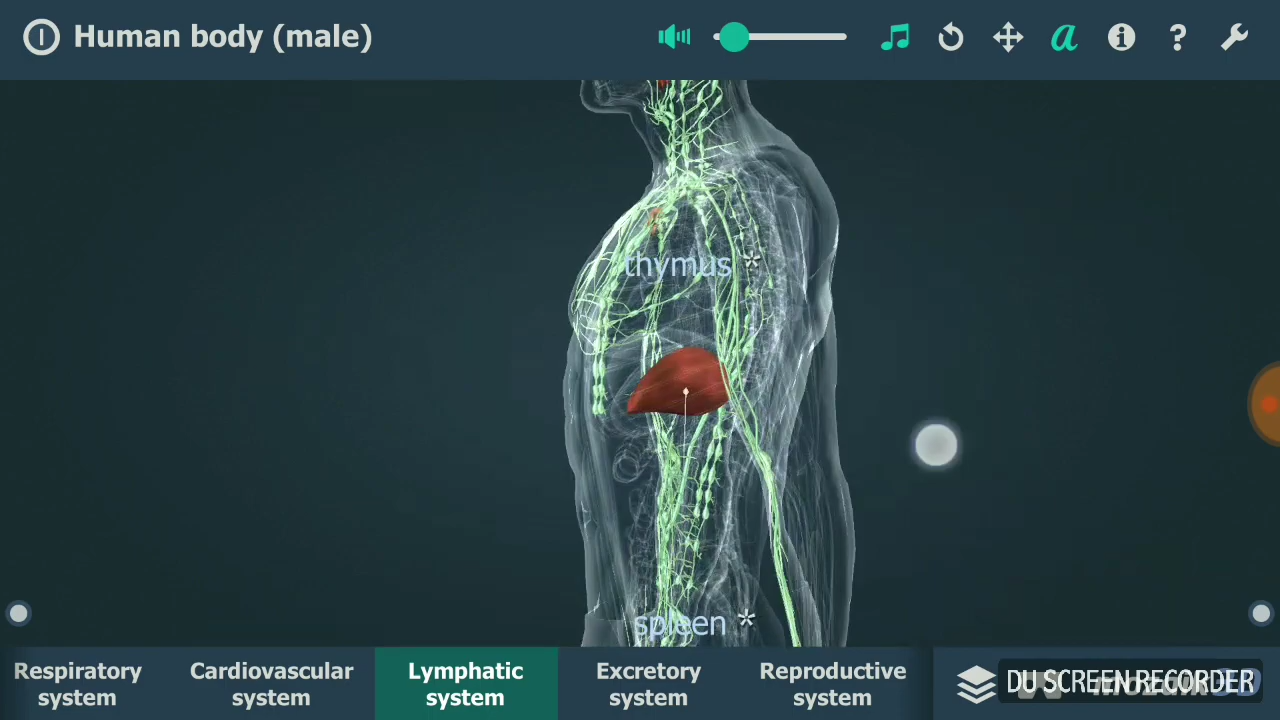 Human body (male)
thymus *
spleen *
Respiratory
system
Cardiovascular
system
Lymphatic
system
Excretory
system
Reproductive
system
DU SCREEN RECORDER